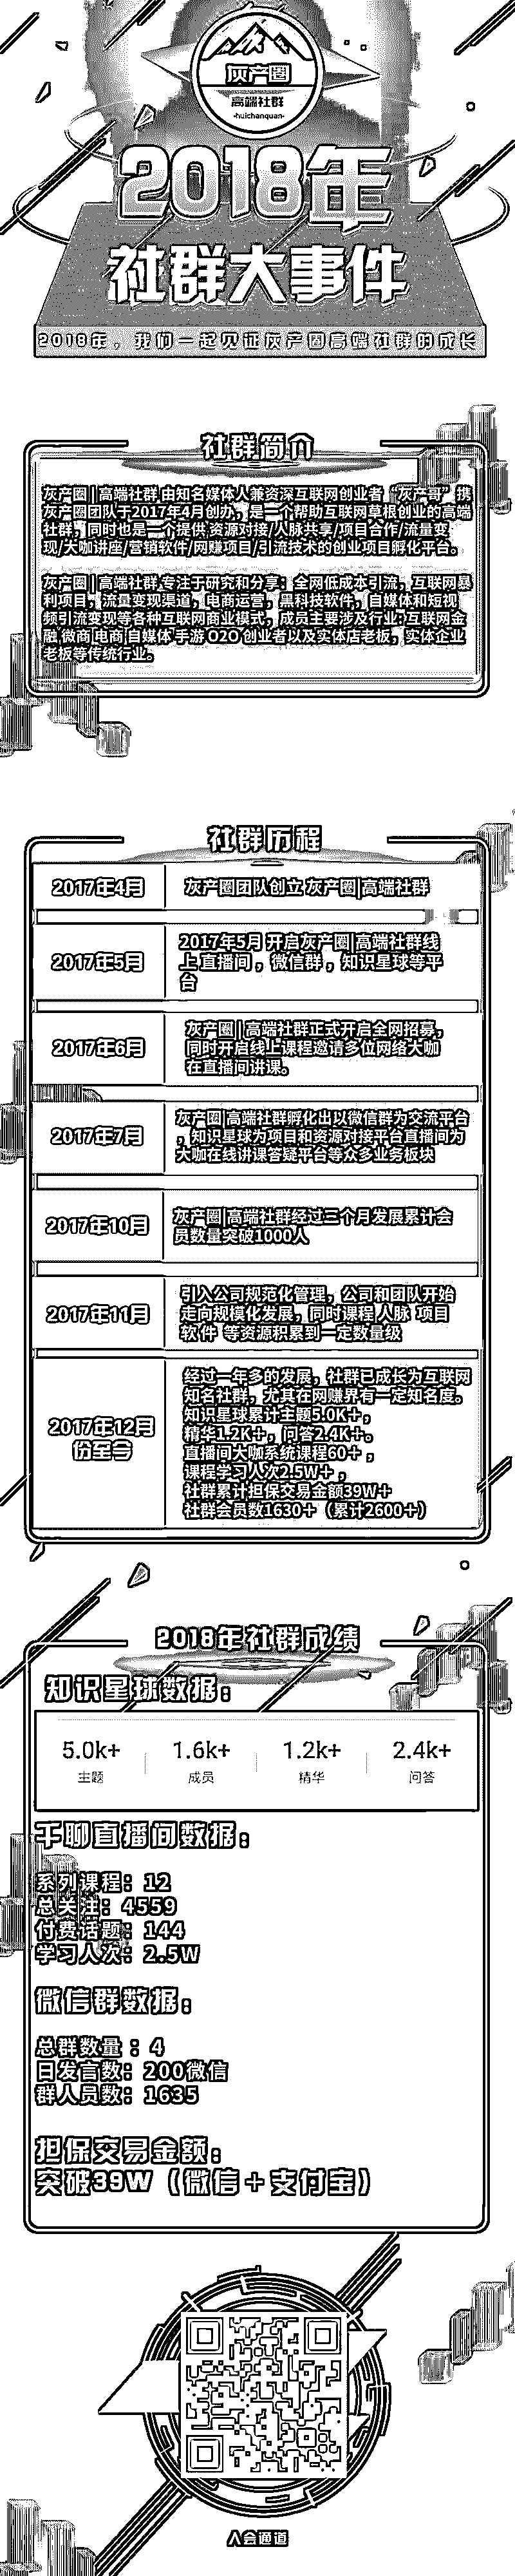 灰产圈
高端社群
-huichanquan-
2018年
社群大事件
2018年，我们一起见证灰产圈高端社群的成长
社群简介
灰产圈|高端社群 由知名媒体人兼资深互联网创业者 “灰产哥” 携
灰产圈团队于2017年4月创办，是一个帮助互联网草根创业的高端
社群，同时也是一个提供 资源对接/人脉共享/项目合作/流量变
现/大咖讲座/营销软件/网赚项目/引流技术的创业项目孵化平台。
灰产圈|高端社群 专注于研究和分享：全网低成本引流，互联网暴
利项目，流量变现渠道，电商运营，黑科技软件，自媒体和短视
频引流变现等各种互联网商业模式，成员主要涉及行业：互联网金
融 微商 电商 自媒体 手游 O2O 创业者以及实体店老板，实体企业
老板等传统行业。
社群历程
2017年4月
灰产圈团队创立 灰产圈|高端社群
2017年5月
2017年5月 开启灰产圈|高端社群线
上 直播间 ，微信群 ，知识星球等平
台
2017年6月
灰产圈|高端社群正式开启全网招募，
同时开启线上课程邀请多位网络大咖
在直播间讲课。
2017年7月
灰产圈|高端社群孵化出以微信群为交流平台
，知识星球为项目和资源对接平台直播间为
大咖在线讲课答疑平台等众多业务板块
2017年10月
灰产圈|高端社群经过三个月发展累计会
员数量突破1000人
2017年11月
引入公司规范化管理，公司和团队开始
走向规模化发展，同时课程 人脉 项目
软件 等资源积累到一定数量级
2017年12月
份至今
经过一年多的发展，社群已成长为互联网
知名社群，尤其在网赚界有一定知名度。
知识星球累计主题5.0K＋，
精华1.2K＋，问答2.4K＋。
直播间大咖系统课程60＋ ，
课程学习人次2.5W＋ ，
社群累计担保交易金额39W＋
社群会员数1630＋（累计2600＋）
2018年社群成绩
知识星球数据：
5.0k+ 1.6k+ 1.2k+ 2.4k+
主题 成员 精华 问答
千聊直播间数据：
系列课程：12
总关注：4559
付费话题：144
学习人次：2.5W
微信群数据：
总群数量 ：4
日发言数：200微信
群人员数：1635
担保交易金额：
突破39W（微信＋支付宝）
入会通道